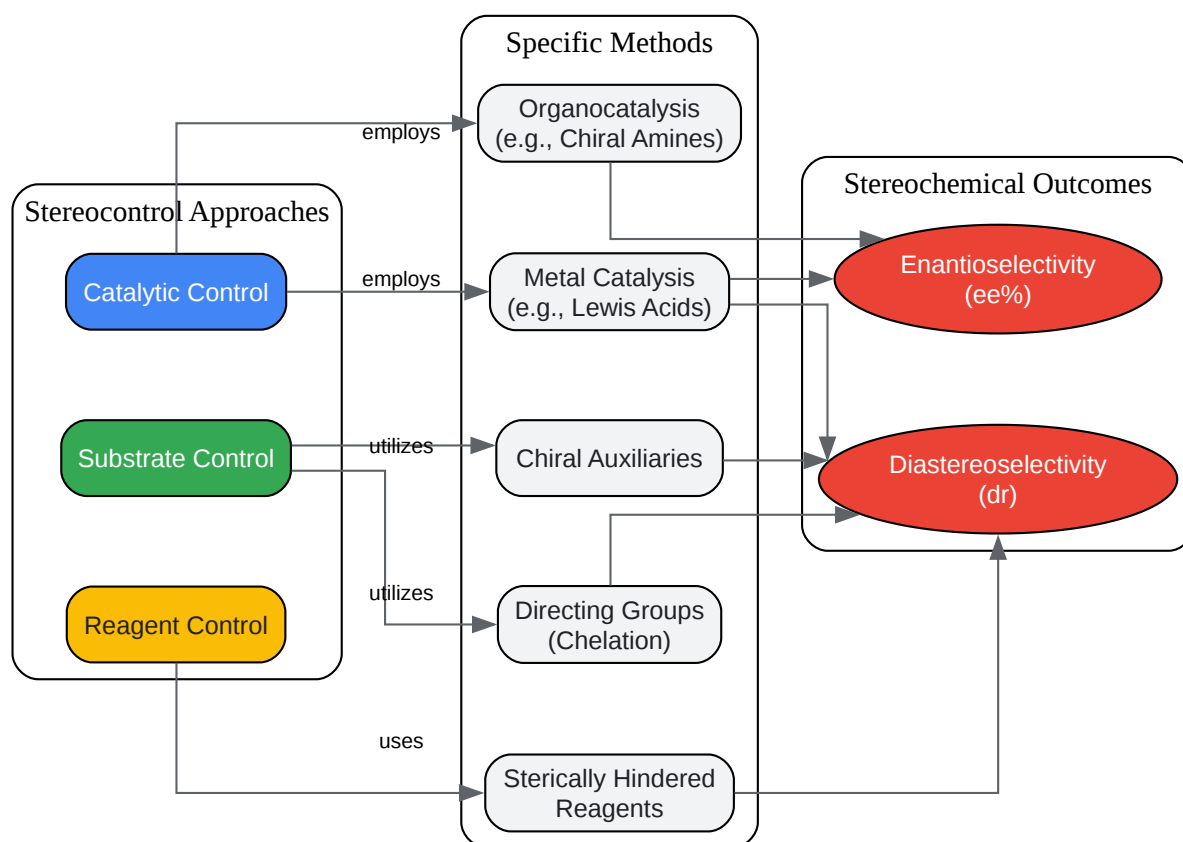 Specific Methods
Organocatalysis
(e.g., Chiral Amines)
employs
Stereochemical Outcomes
Stereocontrol Approaches
Catalytic Control
employs
Metal Catalysis
(e.g., Lewis Acids)
Enantioselectivity
(ee%)
Substrate Control
utilizes
Chiral Auxiliaries
Diastereoselectivity
(dr)
utilizes
Reagent Control
Directing Groups
(Chelation)
uses
Sterically Hindered
Reagents